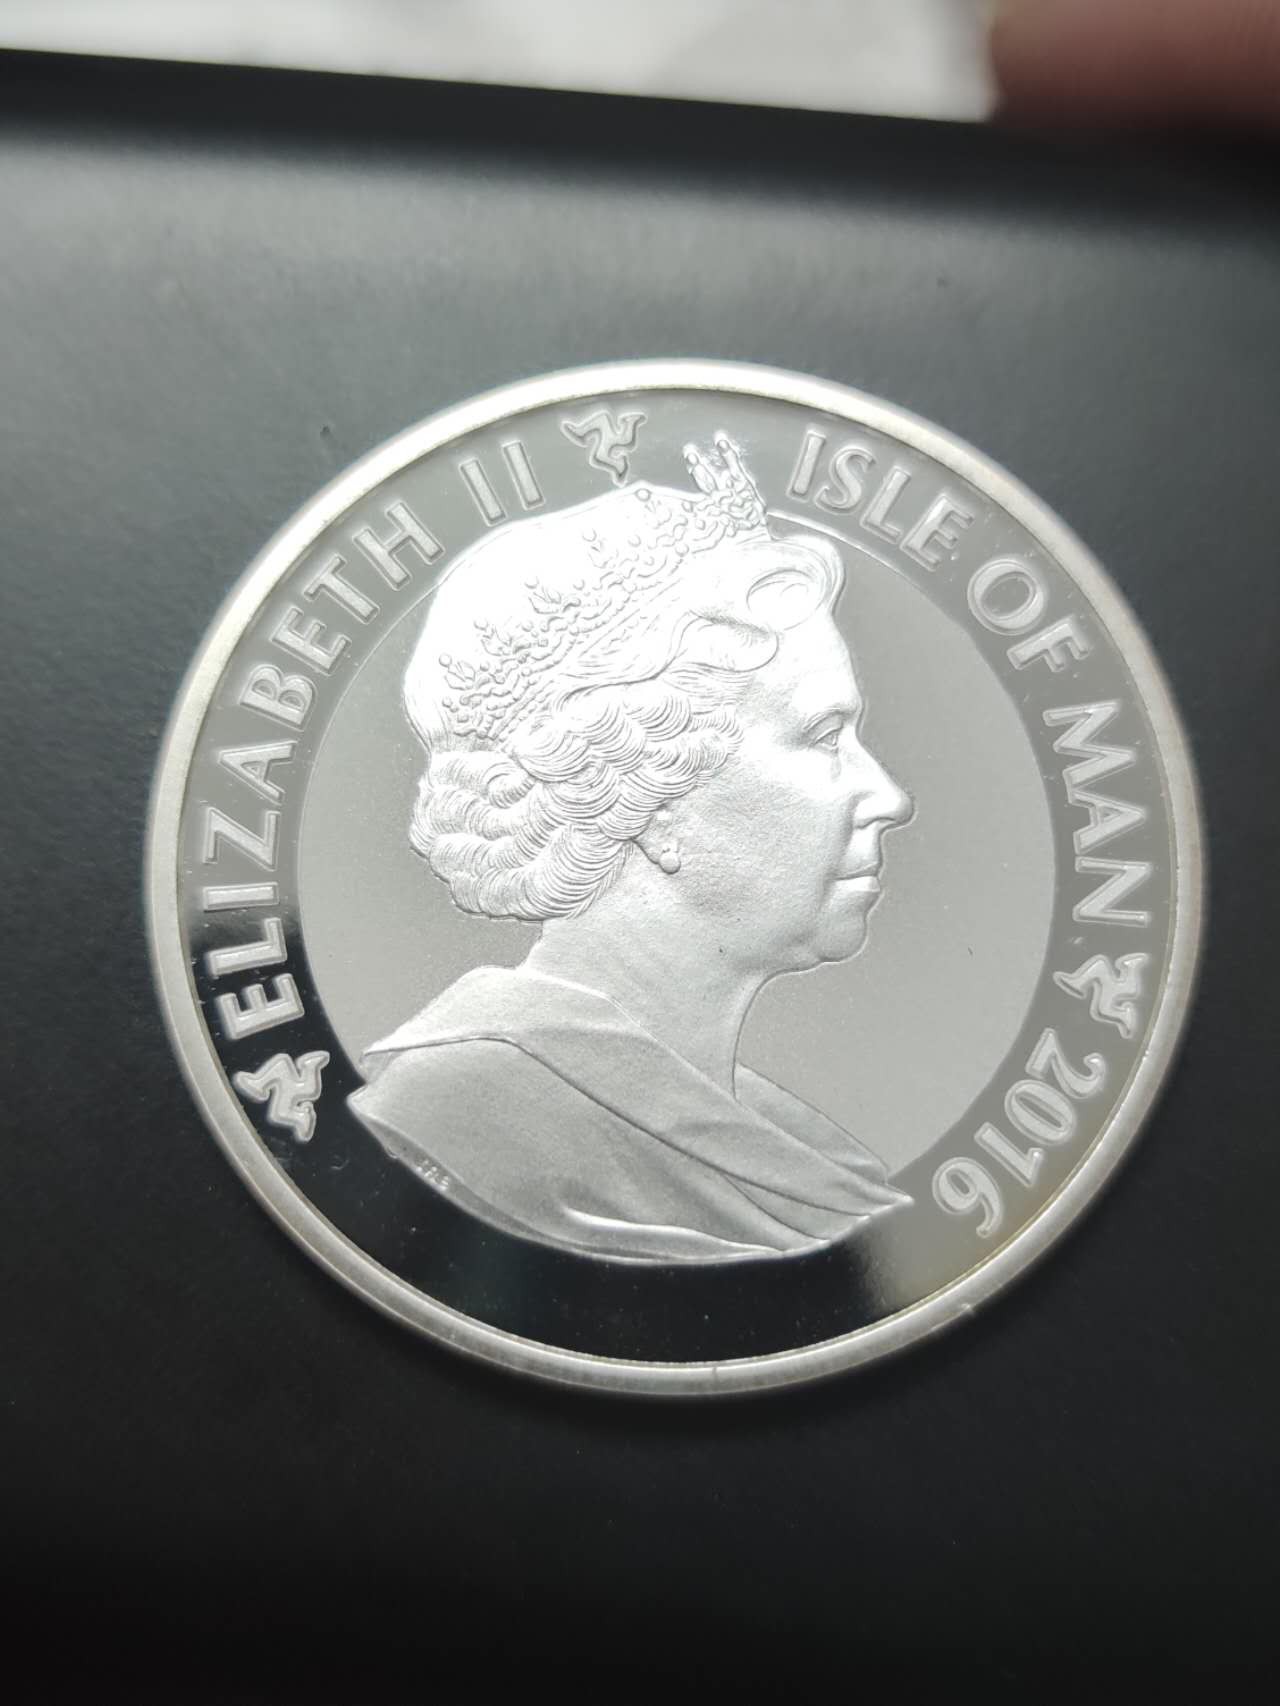 ELIZABETH II
ISLE OF MAN
2016